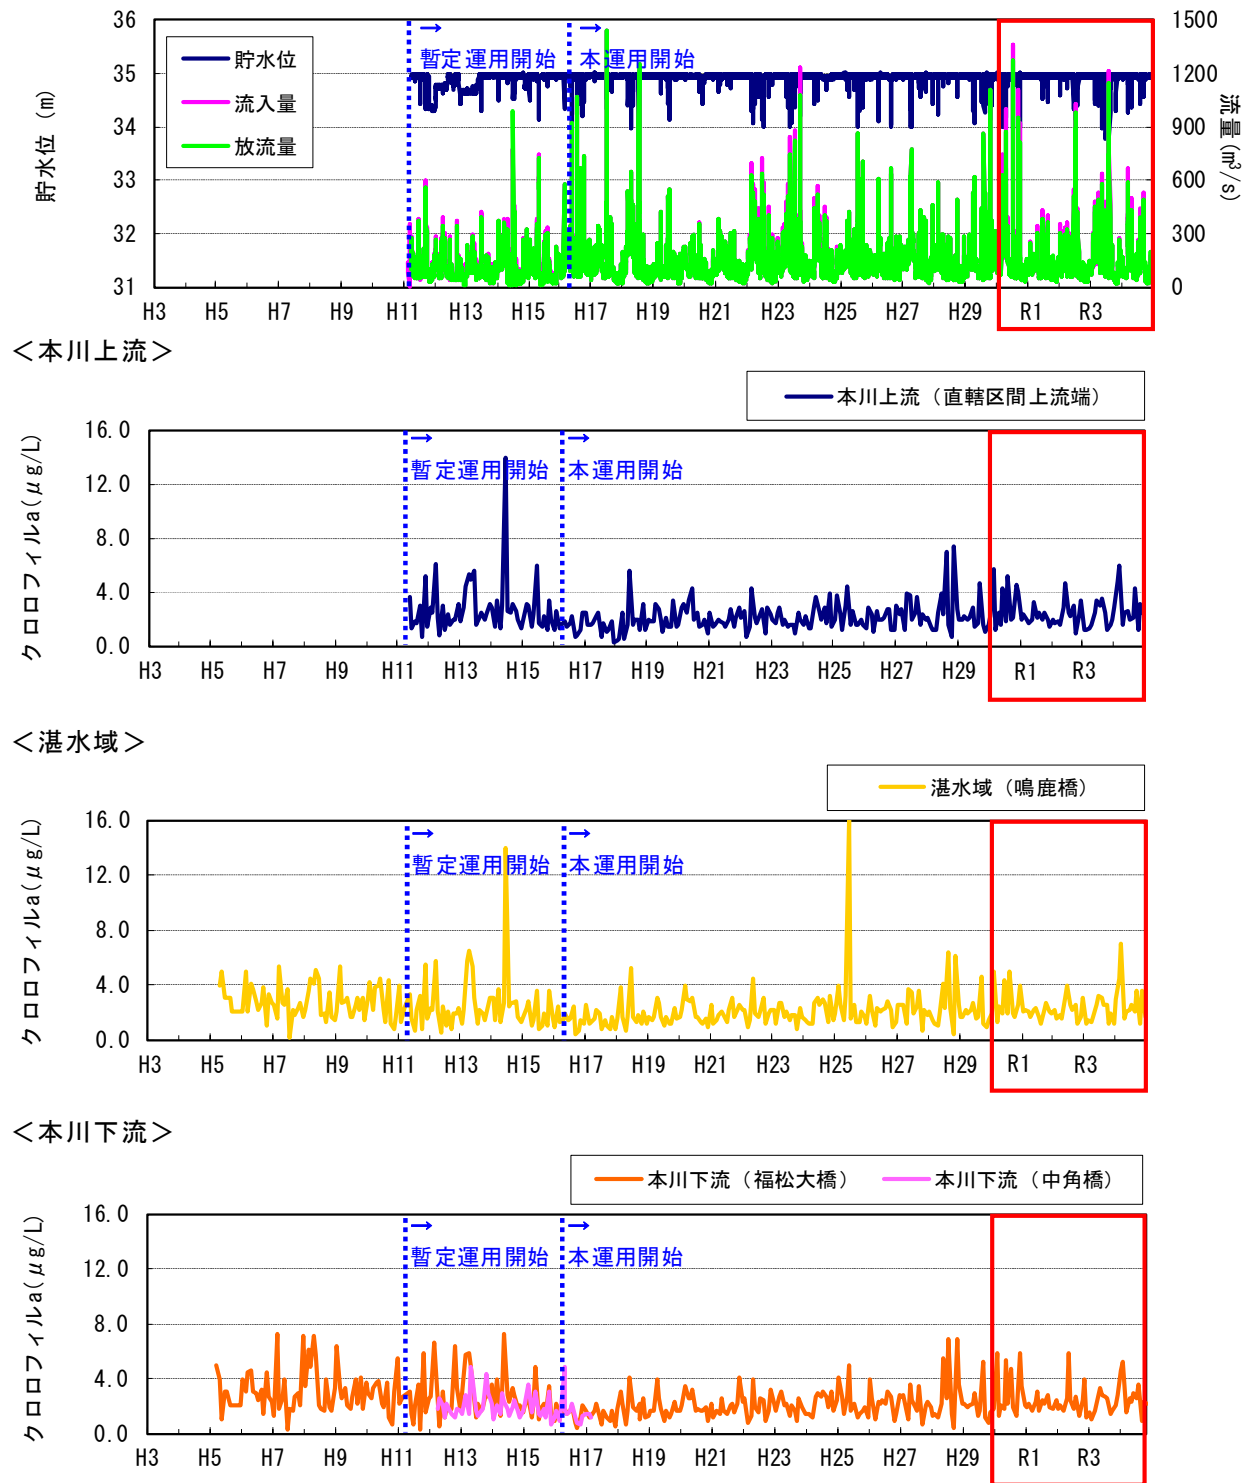 36
35
34
33
32
31
貯水位 (m)
1500
1200
900
600
300
0
流量(m³/s)
貯水位
流入量
放流量
→
暫定運用開始
→
本運用開始
H3 H5 H7 H9 H11 H13 H15 H17 H19 H21 H23 H25 H27 H29 R1 R3
＜本川上流＞
本川上流（直轄区間上流端）
クロロフィルa(μg/L)
16.0
12.0
8.0
4.0
0.0
→
暫定運用開始
→
本運用開始
H3 H5 H7 H9 H11 H13 H15 H17 H19 H21 H23 H25 H27 H29 R1 R3
＜湛水域＞
湛水域（鳴鹿橋）
クロロフィルa(μg/L)
16.0
12.0
8.0
4.0
0.0
→
暫定運用開始
→
本運用開始
H3 H5 H7 H9 H11 H13 H15 H17 H19 H21 H23 H25 H27 H29 R1 R3
＜本川下流＞
本川下流（福松大橋） 本川下流（中角橋）
クロロフィルa(μg/L)
16.0
12.0
8.0
4.0
0.0
→
暫定運用開始
→
本運用開始
H3 H5 H7 H9 H11 H13 H15 H17 H19 H21 H23 H25 H27 H29 R1 R3